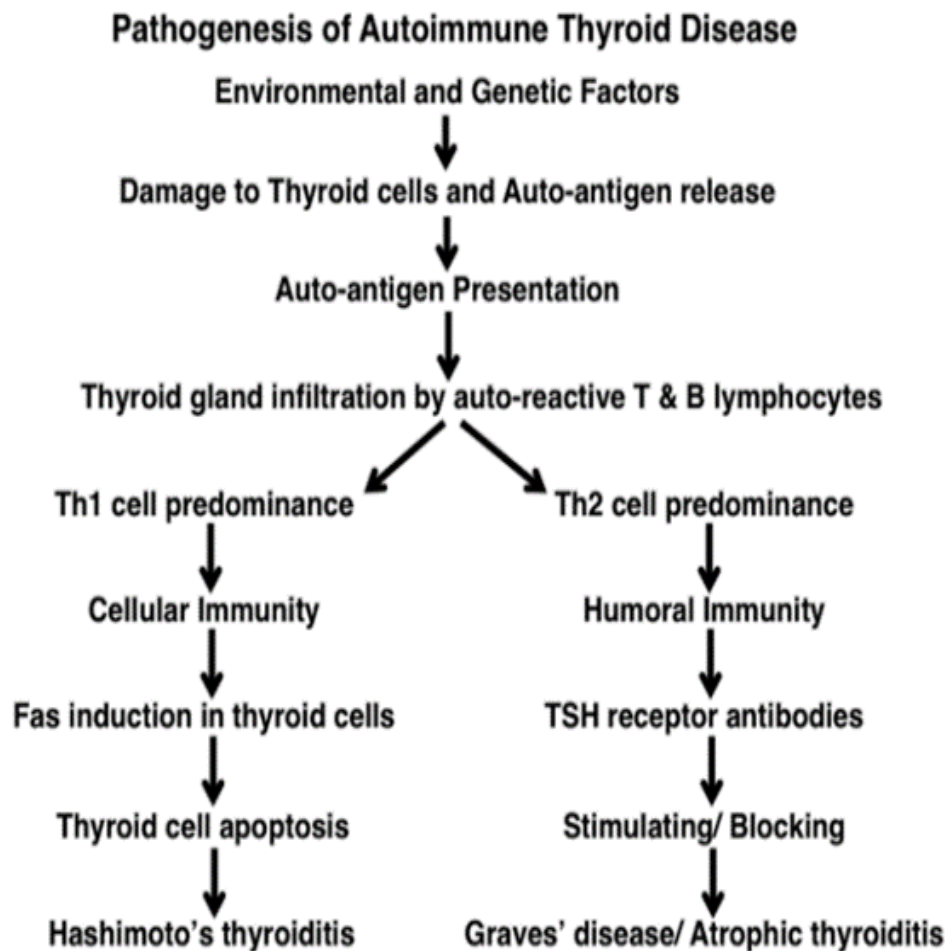 Pathogenesis of Autoimmune Thyroid Disease
Environmental and Genetic Factors
Damage to Thyroid cells and Auto-antigen release
Auto-antigen Presentation
Thyroid gland infiltration by auto-reactive T & B lymphocytes
Th1 cell predominance
Th2 cell predominance
Cellular Immunity
Humoral Immunity
Fas induction in thyroid cells
TSH receptor antibodies
Thyroid cell apoptosis
Stimulating/ Blocking
Hashimoto's thyroiditis
Graves' disease/ Atrophic thyroiditis